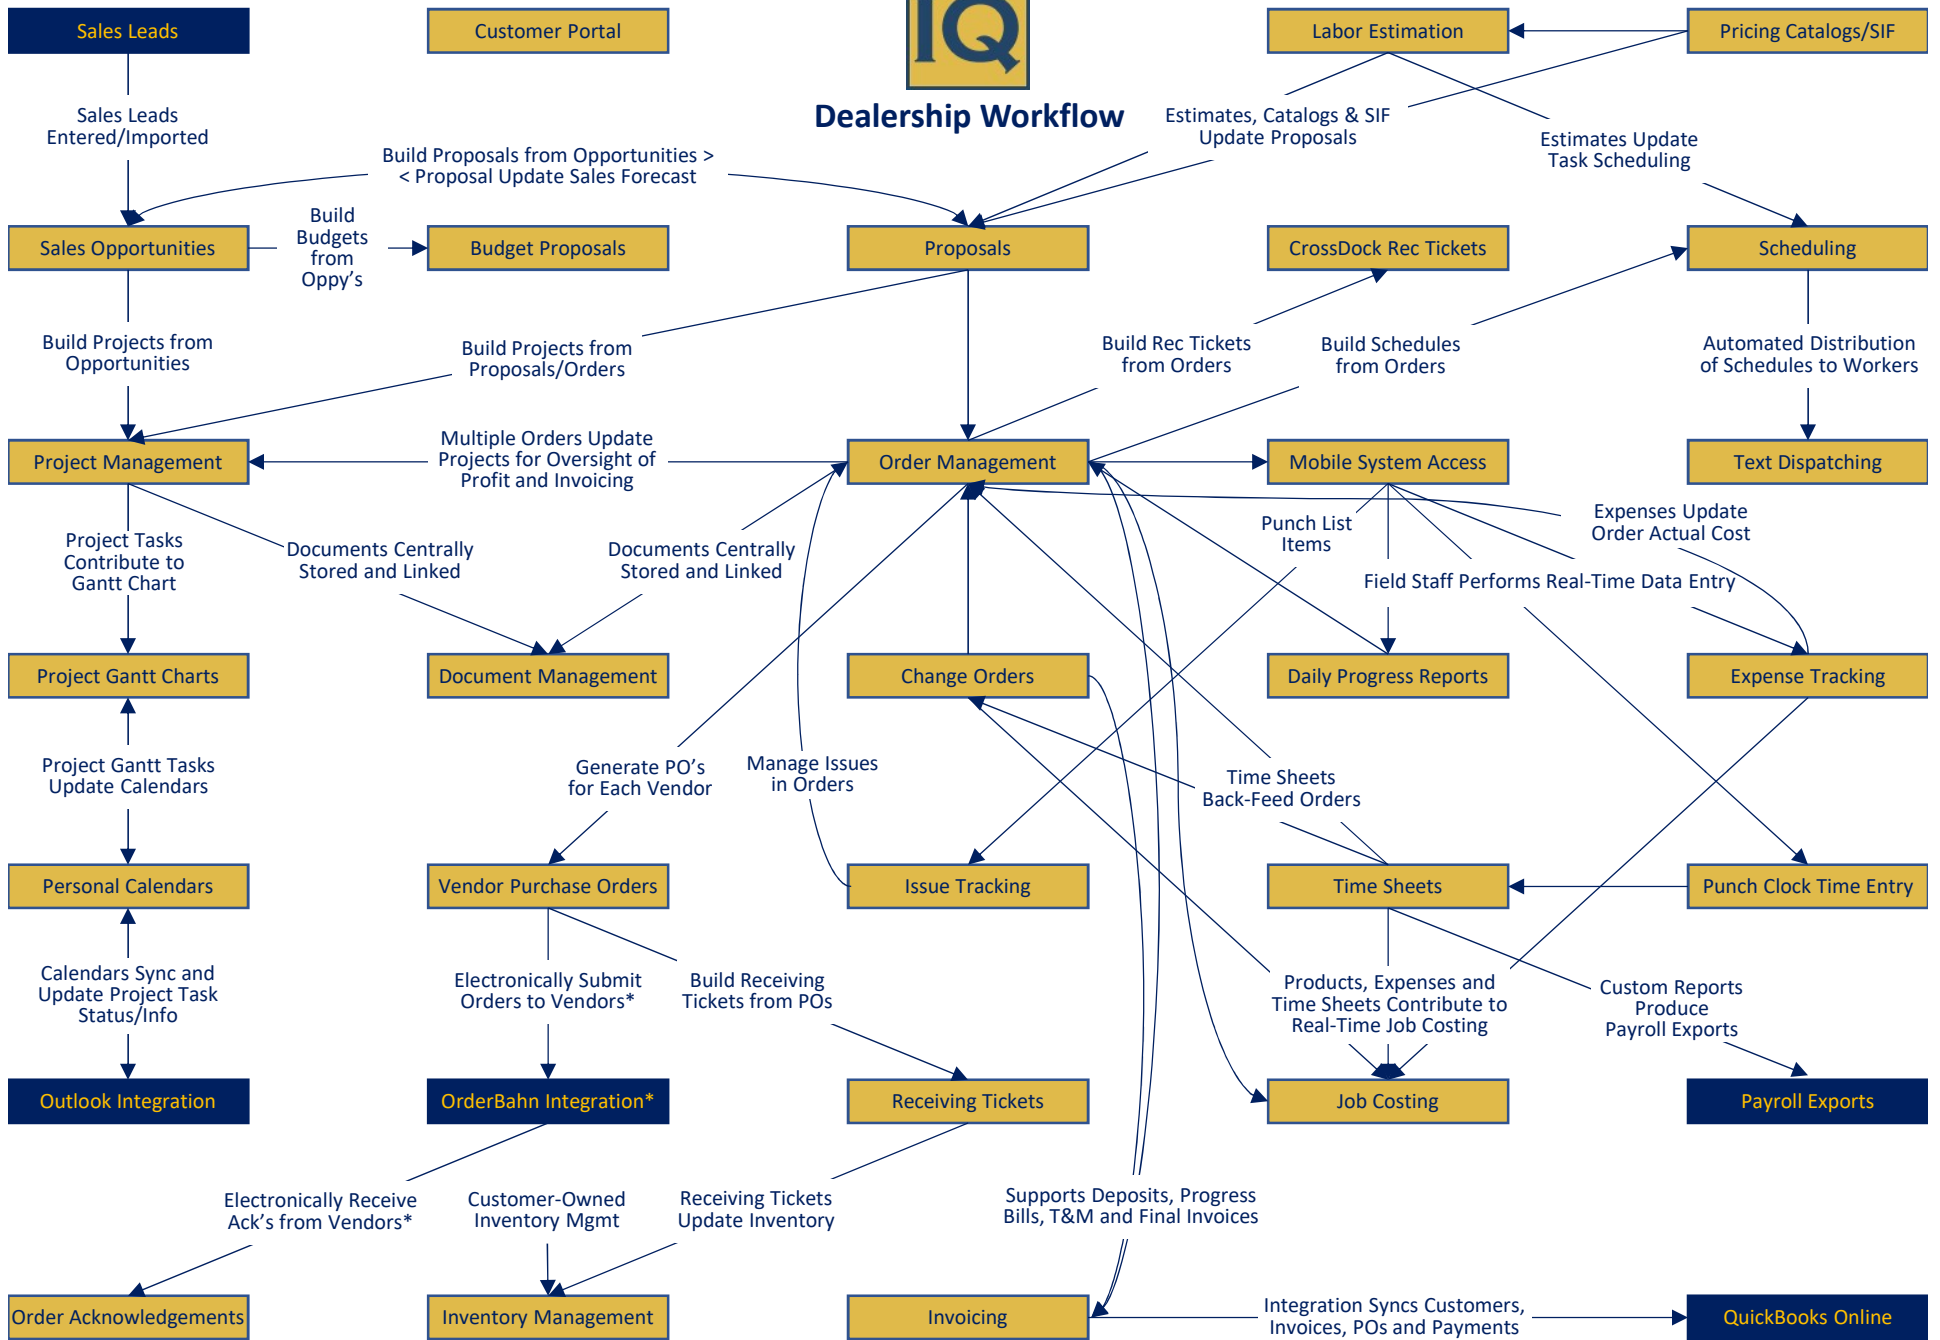 Sales Leads
Customer Portal
IQ
Labor Estimation
Pricing Catalogs/SIF
Dealership Workflow
Sales Leads
Entered/Imported
Estimates, Catalogs & SIF
Update Proposals
Estimates Update
Task Scheduling
Build Proposals from Opportunities >
< Proposal Update Sales Forecast
Sales Opportunities
Build
Budgets
from
Oppy's
Budget Proposals
Proposals
CrossDock Rec Tickets
Scheduling
Build Projects from
Opportunities
Build Projects from
Proposals/Orders
Build Rec Tickets
from Orders
Build Schedules
from Orders
Automated Distribution
of Schedules to Workers
Project Management
Multiple Orders Update
Projects for Oversight of
Profit and Invoicing
Order Management
Mobile System Access
Text Dispatching
Project Tasks
Contribute to
Gantt Chart
Documents Centrally
Stored and Linked
Documents Centrally
Stored and Linked
Punch List
Items
Expenses Update
Order Actual Cost
Field Staff Performs Real-Time Data Entry
Project Gantt Charts
Document Management
Change Orders
Daily Progress Reports
Expense Tracking
Project Gantt Tasks
Update Calendars
Generate PO's
for Each Vendor
Manage Issues
in Orders
Time Sheets
Back-Feed Orders
Personal Calendars
Vendor Purchase Orders
Issue Tracking
Time Sheets
Punch Clock Time Entry
Calendars Sync and
Update Project Task
Status/Info
Electronically Submit
Orders to Vendors*
Build Receiving
Tickets from POs
Products, Expenses and
Time Sheets Contribute to
Real-Time Job Costing
Custom Reports
Produce
Payroll Exports
Outlook Integration
OrderBahn Integration*
Receiving Tickets
Job Costing
Payroll Exports
Electronically Receive
Ack's from Vendors*
Customer-Owned
Inventory Mgmt
Receiving Tickets
Update Inventory
Supports Deposits, Progress
Bills, T&M and Final Invoices
Order Acknowledgements
Inventory Management
Invoicing
Integration Syncs Customers,
Invoices, POs and Payments
QuickBooks Online